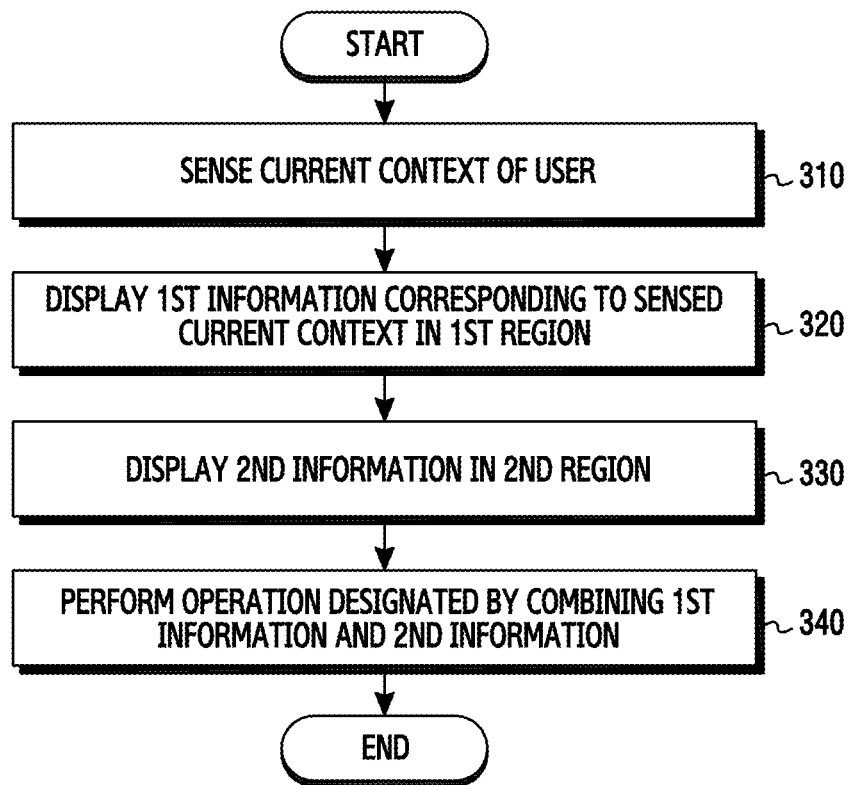 START
SENSE CURRENT CONTEXT OF USER
310
DISPLAY 1ST INFORMATION CORRESPONDING TO SENSED
CURRENT CONTEXT IN 1ST REGION
320
DISPLAY 2ND INFORMATION IN 2ND REGION
330
PERFORM OPERATION DESIGNATED BY COMBINING 1ST
INFORMATION AND 2ND INFORMATION
340
END